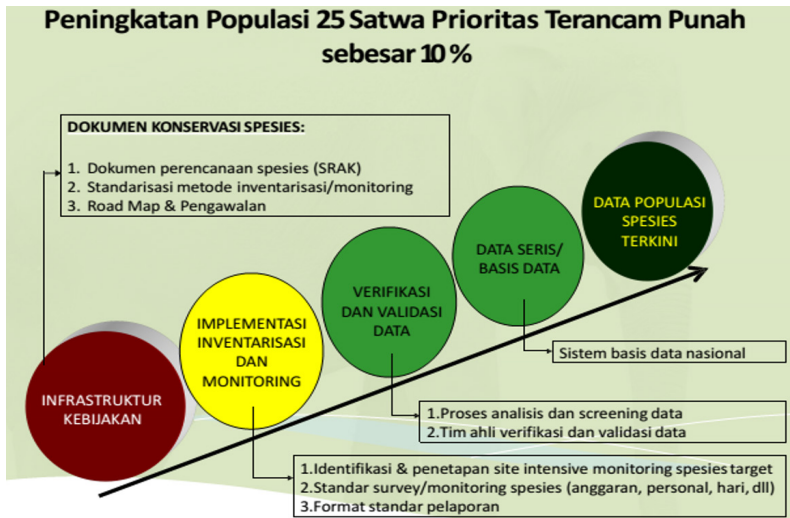 Peningkatan Populasi 25 Satwa Prioritas Terancam Punah
sebesar 10 %
DOKUMEN KONSERVASI SPESIES:
1. Dokumen perencanaan spesies (SRAK)
2. Standarisasi metode inventarisasi/monitoring
3. Road Map & Pengawalan
INFRASTRUKTUR
KEBIJAKAN
IMPLEMENTASI
INVENTARISASI
DAN
MONITORING
VERIFIKASI
DAN VALIDASI
DATA
DATA SERIS/
BASIS DATA
DATA POPULASI
SPESIES
TERKINI
Sistem basis data nasional
1.Proses analisis dan screening data
2.Tim ahli verifikasi dan validasi data
1.Identifikasi & penetapan site intensive monitoring spesies target
2.Standar survey/monitoring spesies (anggaran, personal, hari, dll)
3.Format standar pelaporan